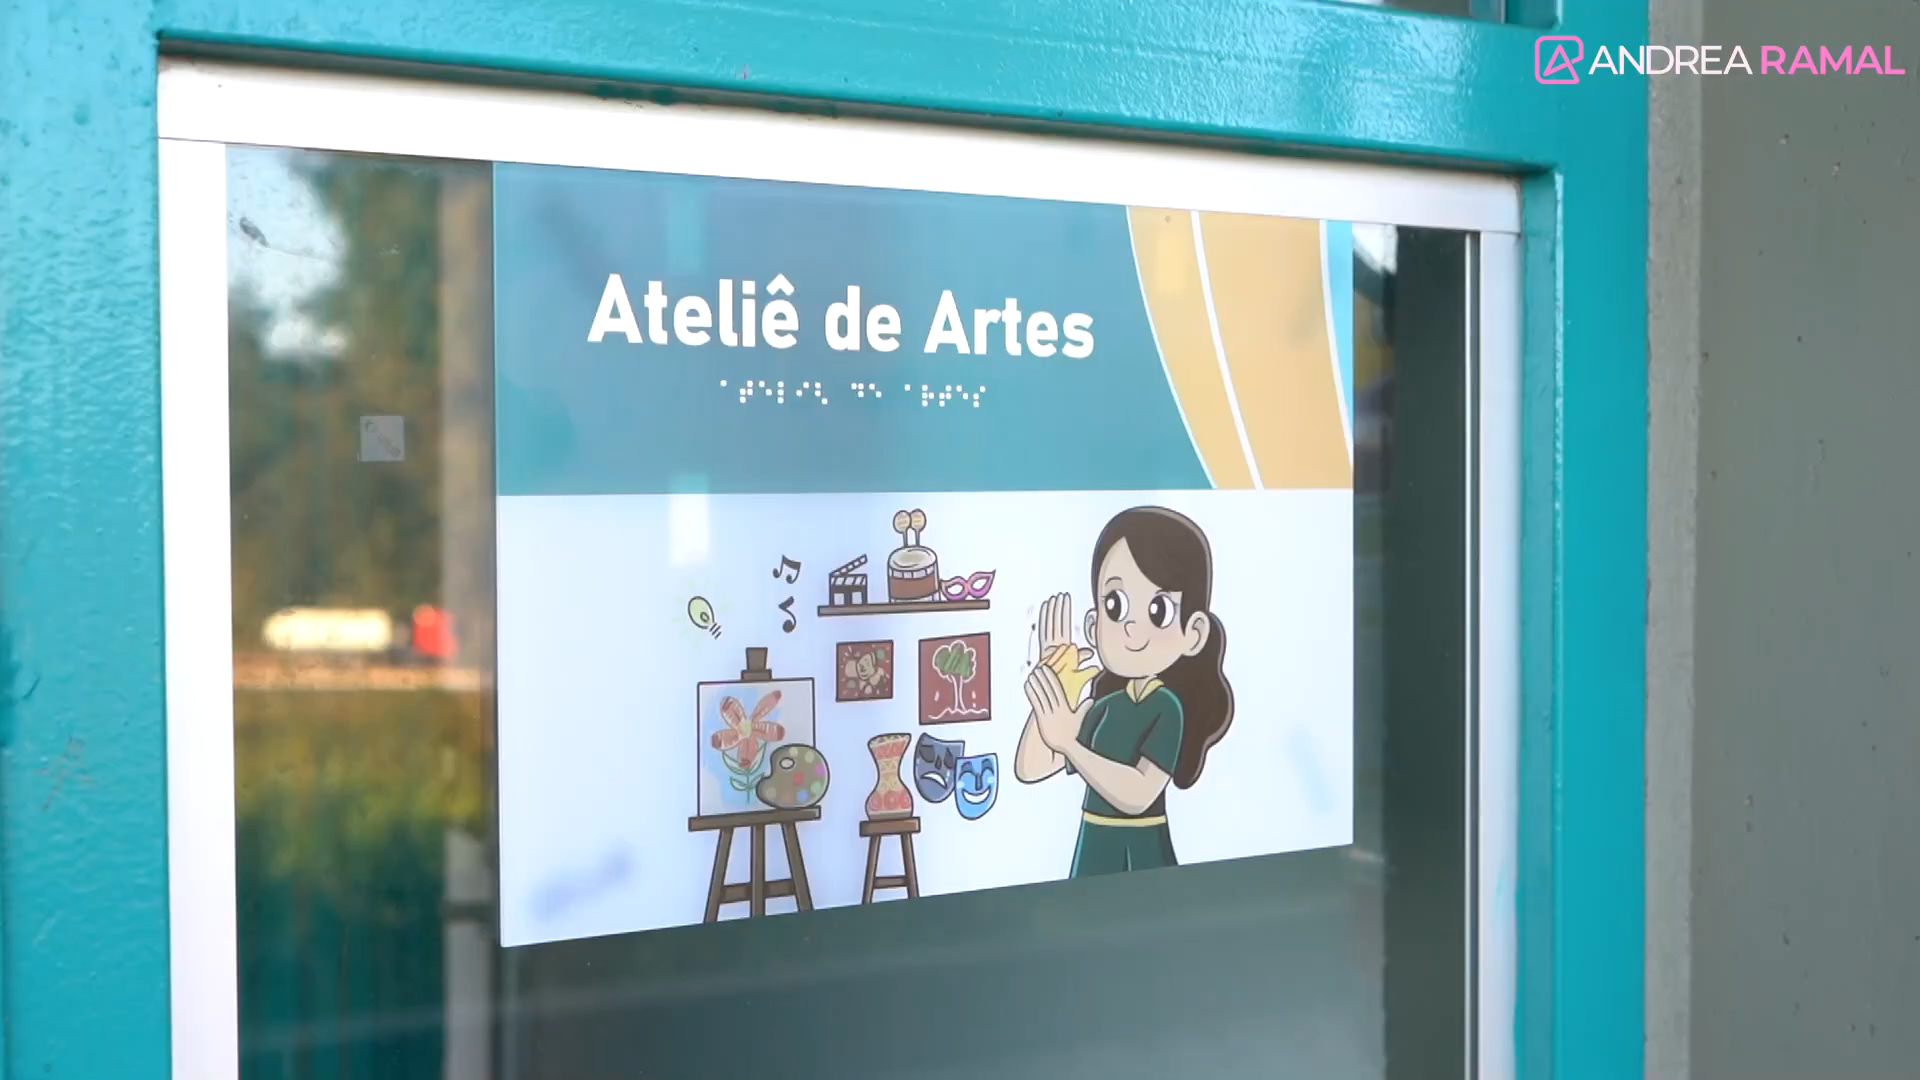 ANDREA RAMAL
Ateliê de Artes
⠁⠞⠑⠇⠊⠣ ⠙⠑ ⠁⠗⠞⠑⠎